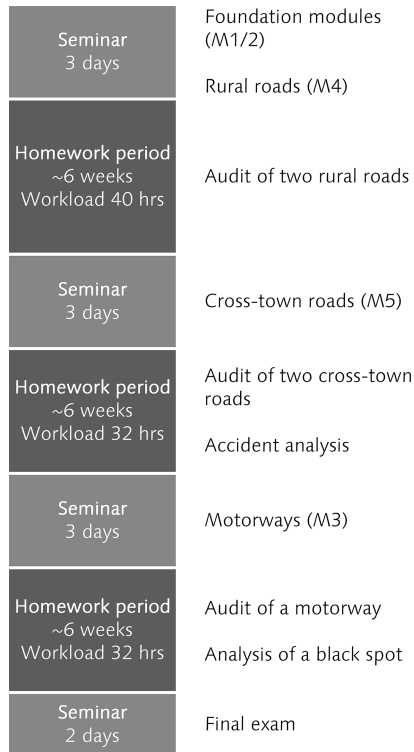 Seminar
3 days
Foundation modules
(M1/2)
Rural roads (M4)
Homework period
~6 weeks
Workload 40 hrs
Audit of two rural roads
Seminar
3 days
Cross-town roads (M5)
Homework period
~6 weeks
Workload 32 hrs
Audit of two cross-town
roads
Accident analysis
Seminar
3 days
Motorways (M3)
Homework period
~6 weeks
Workload 32 hrs
Audit of a motorway
Analysis of a black spot
Seminar
2 days
Final exam